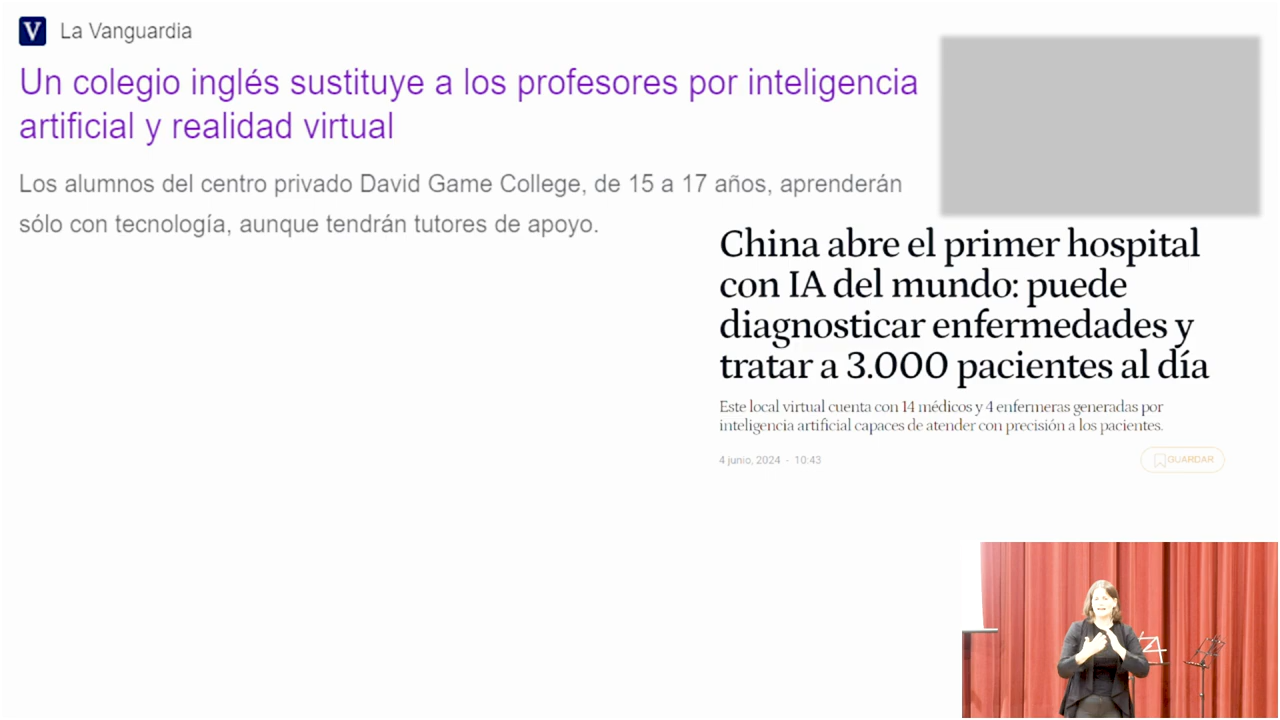 La Vanguardia
Un colegio inglés sustituye a los profesores por inteligencia
artificial y realidad virtual
Los alumnos del centro privado David Game College, de 15 a 17 años, aprenderán
sólo con tecnología, aunque tendrán tutores de apoyo.
China abre el primer hospital
con IA del mundo: puede
diagnosticar enfermedades y
tratar a 3.000 pacientes al día
Este local virtual cuenta con 14 médicos y 4 enfermeras generadas por
inteligencia artificial capaces de atender con precisión a los pacientes.
4 junio, 2024 - 10:43
GUARDAR